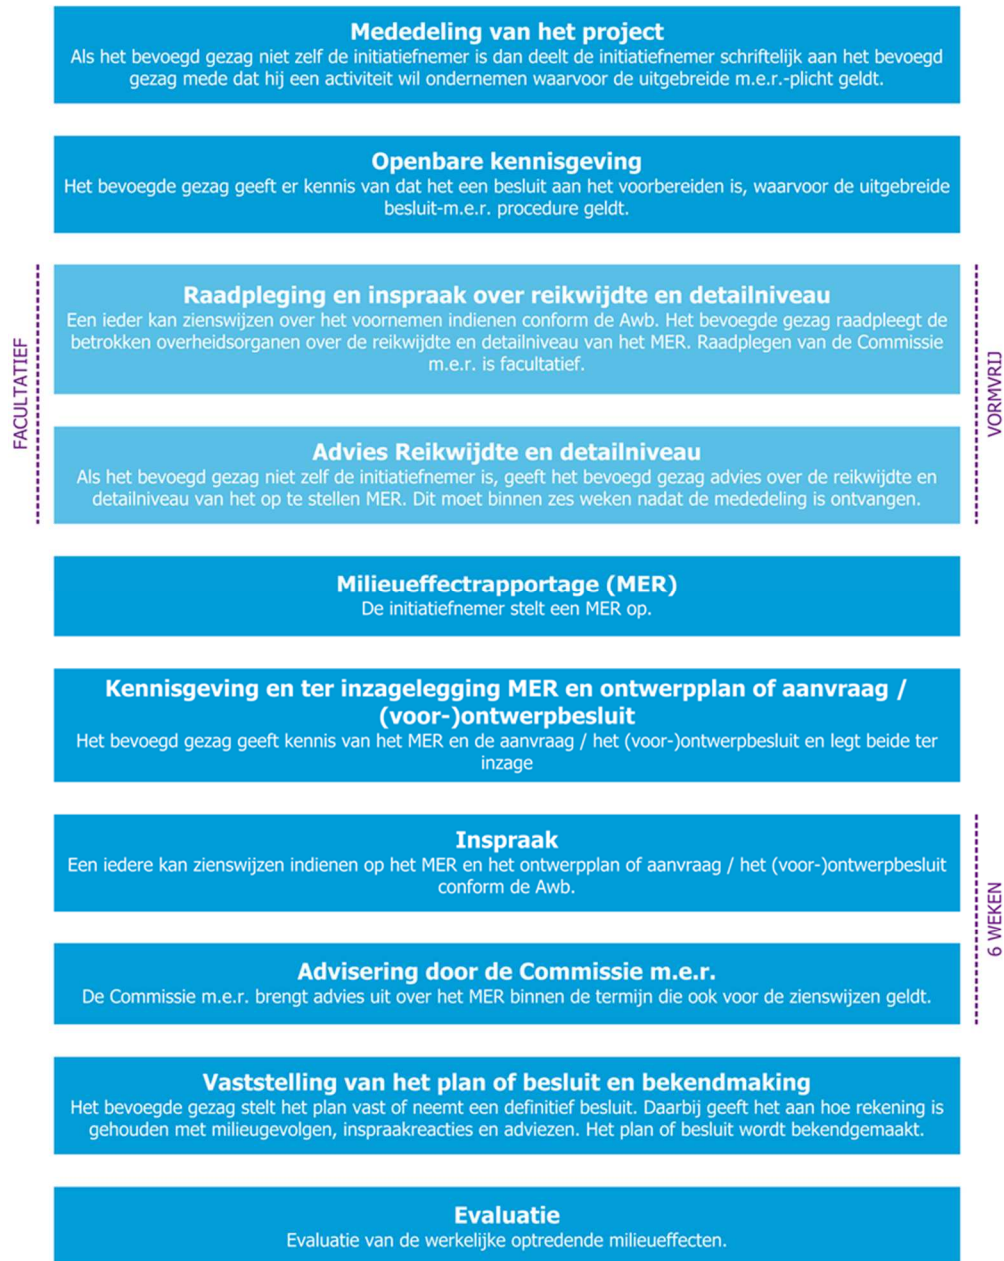 Mededeling van het project
Als het bevoegd gezag niet zelf de initiatiefnemer is dan deelt de initiatiefnemer schriftelijk aan het bevoegd
gezag mede dat hij een activiteit wil ondernemen waarvoor de uitgebreide m.e.r.-plicht geldt.
Openbare kennisgeving
Het bevoegde gezag geeft er kennis van dat het een besluit aan het voorbereiden is, waarvoor de uitgebreide
besluit-m.e.r. procedure geldt.
FACULTATIEF
Raadpleging en inspraak over reikwijdte en detailniveau
Een ieder kan zienswijzen over het voornemen indienen conform de Awb. Het bevoegde gezag raadpleegt de
betrokken overheidsorganen over de reikwijdte en detailniveau van het MER. Raadplegen van de Commissie
m.e.r. is facultatief.
VORMVRIJ
Advies Reikwijdte en detailniveau
Als het bevoegd gezag niet zelf de initiatiefnemer is, geeft het bevoegd gezag advies over de reikwijdte en
detailniveau van het op te stellen MER. Dit moet binnen zes weken nadat de mededeling is ontvangen.
Milieueffectrapportage (MER)
De initiatiefnemer stelt een MER op.
Kennisgeving en ter inzagelegging MER en ontwerpplan of aanvraag /
(voor-)ontwerpbesluit
Het bevoegd gezag geeft kennis van het MER en de aanvraag / het (voor-)ontwerpbesluit en legt beide ter
inzage
Inspraak
Een iedere kan zienswijzen indienen op het MER en het ontwerpplan of aanvraag / het (voor-)ontwerpbesluit
conform de Awb.
6 WEKEN
Advisering door de Commissie m.e.r.
De Commissie m.e.r. brengt advies uit over het MER binnen de termijn die ook voor de zienswijzen geldt.
Vaststelling van het plan of besluit en bekendmaking
Het bevoegde gezag stelt het plan vast of neemt een definitief besluit. Daarbij geeft het aan hoe rekening is
gehouden met milieugevolgen, inspraakreacties en adviezen. Het plan of besluit wordt bekendgemaakt.
Evaluatie
Evaluatie van de werkelijke optredende milieueffecten.